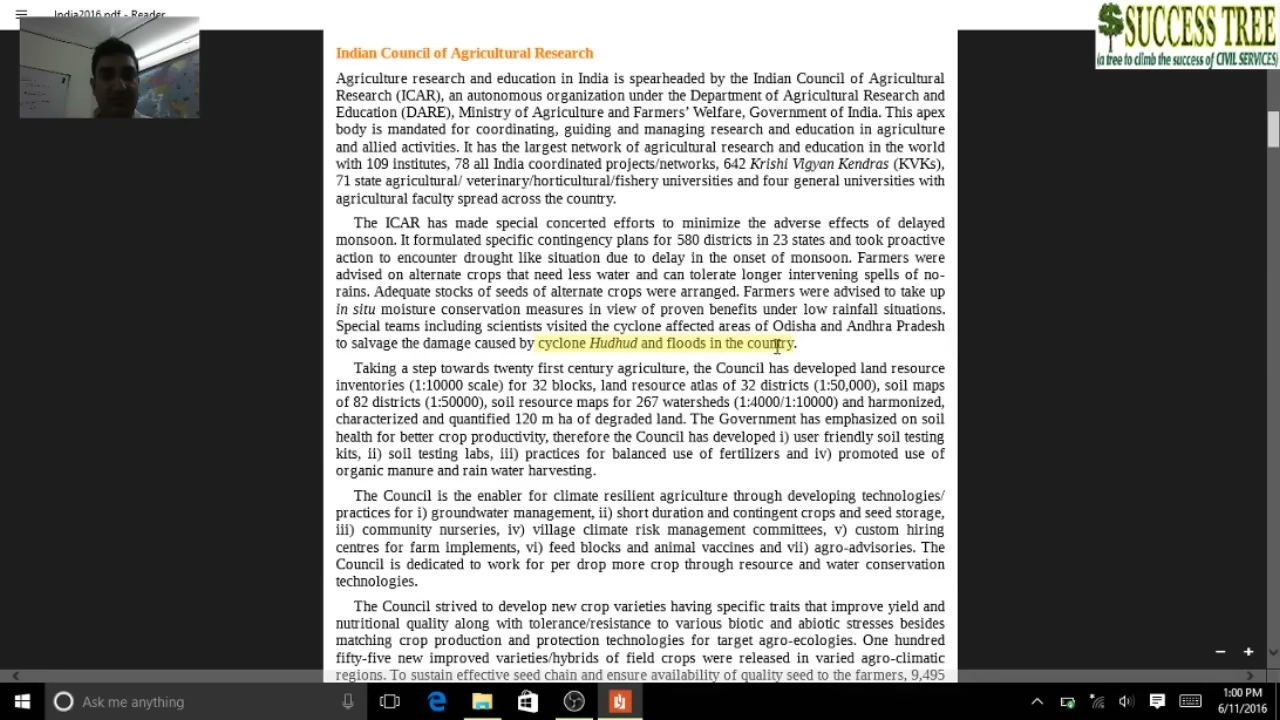 India2016.pdf - Reader
SUCCESS TREE
(a tree to climb the success of CIVIL SERVICES)
Indian Council of Agricultural Research
Agriculture research and education in India is spearheaded by the Indian Council of Agricultural
Research (ICAR), an autonomous organization under the Department of Agricultural Research and
Education (DARE), Ministry of Agriculture and Farmers’ Welfare, Government of India. This apex
body is mandated for coordinating, guiding and managing research and education in agriculture
and allied activities. It has the largest network of agricultural research and education in the world
with 109 institutes, 78 all India coordinated projects/networks, 642 Krishi Vigyan Kendras (KVKs),
71 state agricultural/ veterinary/horticultural/fishery universities and four general universities with
agricultural faculty spread across the country.
The ICAR has made special concerted efforts to minimize the adverse effects of delayed
monsoon. It formulated specific contingency plans for 580 districts in 23 states and took proactive
action to encounter drought like situation due to delay in the onset of monsoon. Farmers were
advised on alternate crops that need less water and can tolerate longer intervening spells of no-
rains. Adequate stocks of seeds of alternate crops were arranged. Farmers were advised to take up
in situ moisture conservation measures in view of proven benefits under low rainfall situations.
Special teams including scientists visited the cyclone affected areas of Odisha and Andhra Pradesh
to salvage the damage caused by cyclone Hudhud and floods in the country.
Taking a step towards twenty first century agriculture, the Council has developed land resource
inventories (1:10000 scale) for 32 blocks, land resource atlas of 32 districts (1:50,000), soil maps
of 82 districts (1:50000), soil resource maps for 267 watersheds (1:4000/1:10000) and harmonized,
characterized and quantified 120 m ha of degraded land. The Government has emphasized on soil
health for better crop productivity, therefore the Council has developed i) user friendly soil testing
kits, ii) soil testing labs, iii) practices for balanced use of fertilizers and iv) promoted use of
organic manure and rain water harvesting.
The Council is the enabler for climate resilient agriculture through developing technologies/
practices for i) groundwater management, ii) short duration and contingent crops and seed storage,
iii) community nurseries, iv) village climate risk management committees, v) custom hiring
centres for farm implements, vi) feed blocks and animal vaccines and vii) agro-advisories. The
Council is dedicated to work for per drop more crop through resource and water conservation
technologies.
The Council strived to develop new crop varieties having specific traits that improve yield and
nutritional quality along with tolerance/resistance to various biotic and abiotic stresses besides
matching crop production and protection technologies for target agro-ecologies. One hundred
fifty-five new improved varieties/hybrids of field crops were released in varied agro-climatic
regions. To sustain effective seed chain and ensure availability of quality seed to the farmers, 9,495
Ask me anything
1:00 PM
6/11/2016